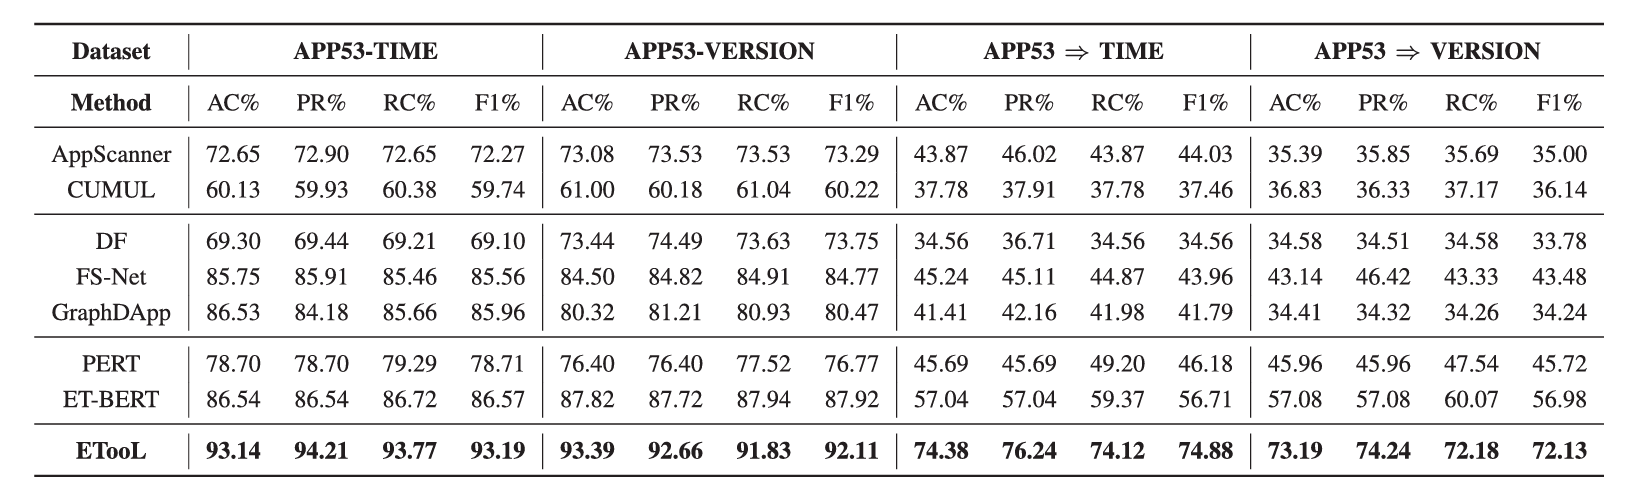 Dataset APP53-TIME APP53-VERSION APP53 ⇒ TIME APP53 ⇒ VERSION
Method AC% PR% RC% F1% AC% PR% RC% F1% AC% PR% RC% F1% AC% PR% RC% F1%
AppScanner 72.65 72.90 72.65 72.27 73.08 73.53 73.53 73.29 43.87 46.02 43.87 44.03 35.39 35.85 35.69 35.00
CUMUL 60.13 59.93 60.38 59.74 61.00 60.18 61.04 60.22 37.78 37.91 37.78 37.46 36.83 36.33 37.17 36.14
DF 69.30 69.44 69.21 69.10 73.44 74.49 73.63 73.75 34.56 36.71 34.56 34.56 34.58 34.51 34.58 33.78
FS-Net 85.75 85.91 85.46 85.56 84.50 84.82 84.91 84.77 45.24 45.11 44.87 43.96 43.14 46.42 43.33 43.48
GraphDApp 86.53 84.18 85.66 85.96 80.32 81.21 80.93 80.47 41.41 42.16 41.98 41.79 34.41 34.32 34.26 34.24
PERT 78.70 78.70 79.29 78.71 76.40 76.40 77.52 76.77 45.69 45.69 49.20 46.18 45.96 45.96 47.54 45.72
ET-BERT 86.54 86.54 86.72 86.57 87.82 87.72 87.94 87.92 57.04 57.04 59.37 56.71 57.08 57.08 60.07 56.98
ETooL 93.14 94.21 93.77 93.19 93.39 92.66 91.83 92.11 74.38 76.24 74.12 74.88 73.19 74.24 72.18 72.13